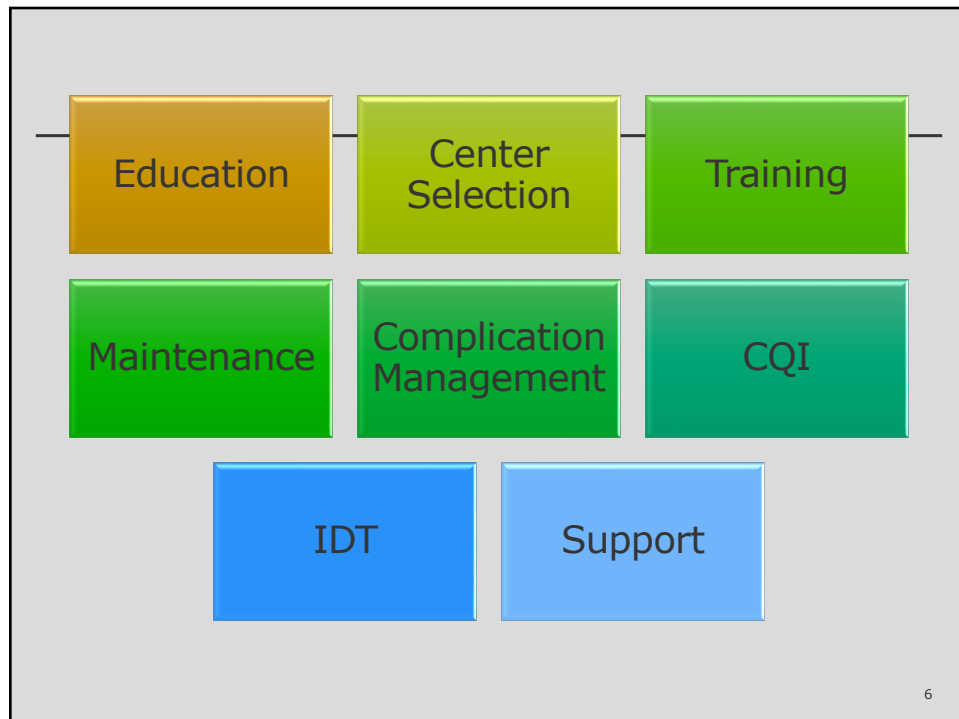 Education
Center
Selection
Training
Maintenance
Complication
Management
CQI
IDT
Support
6